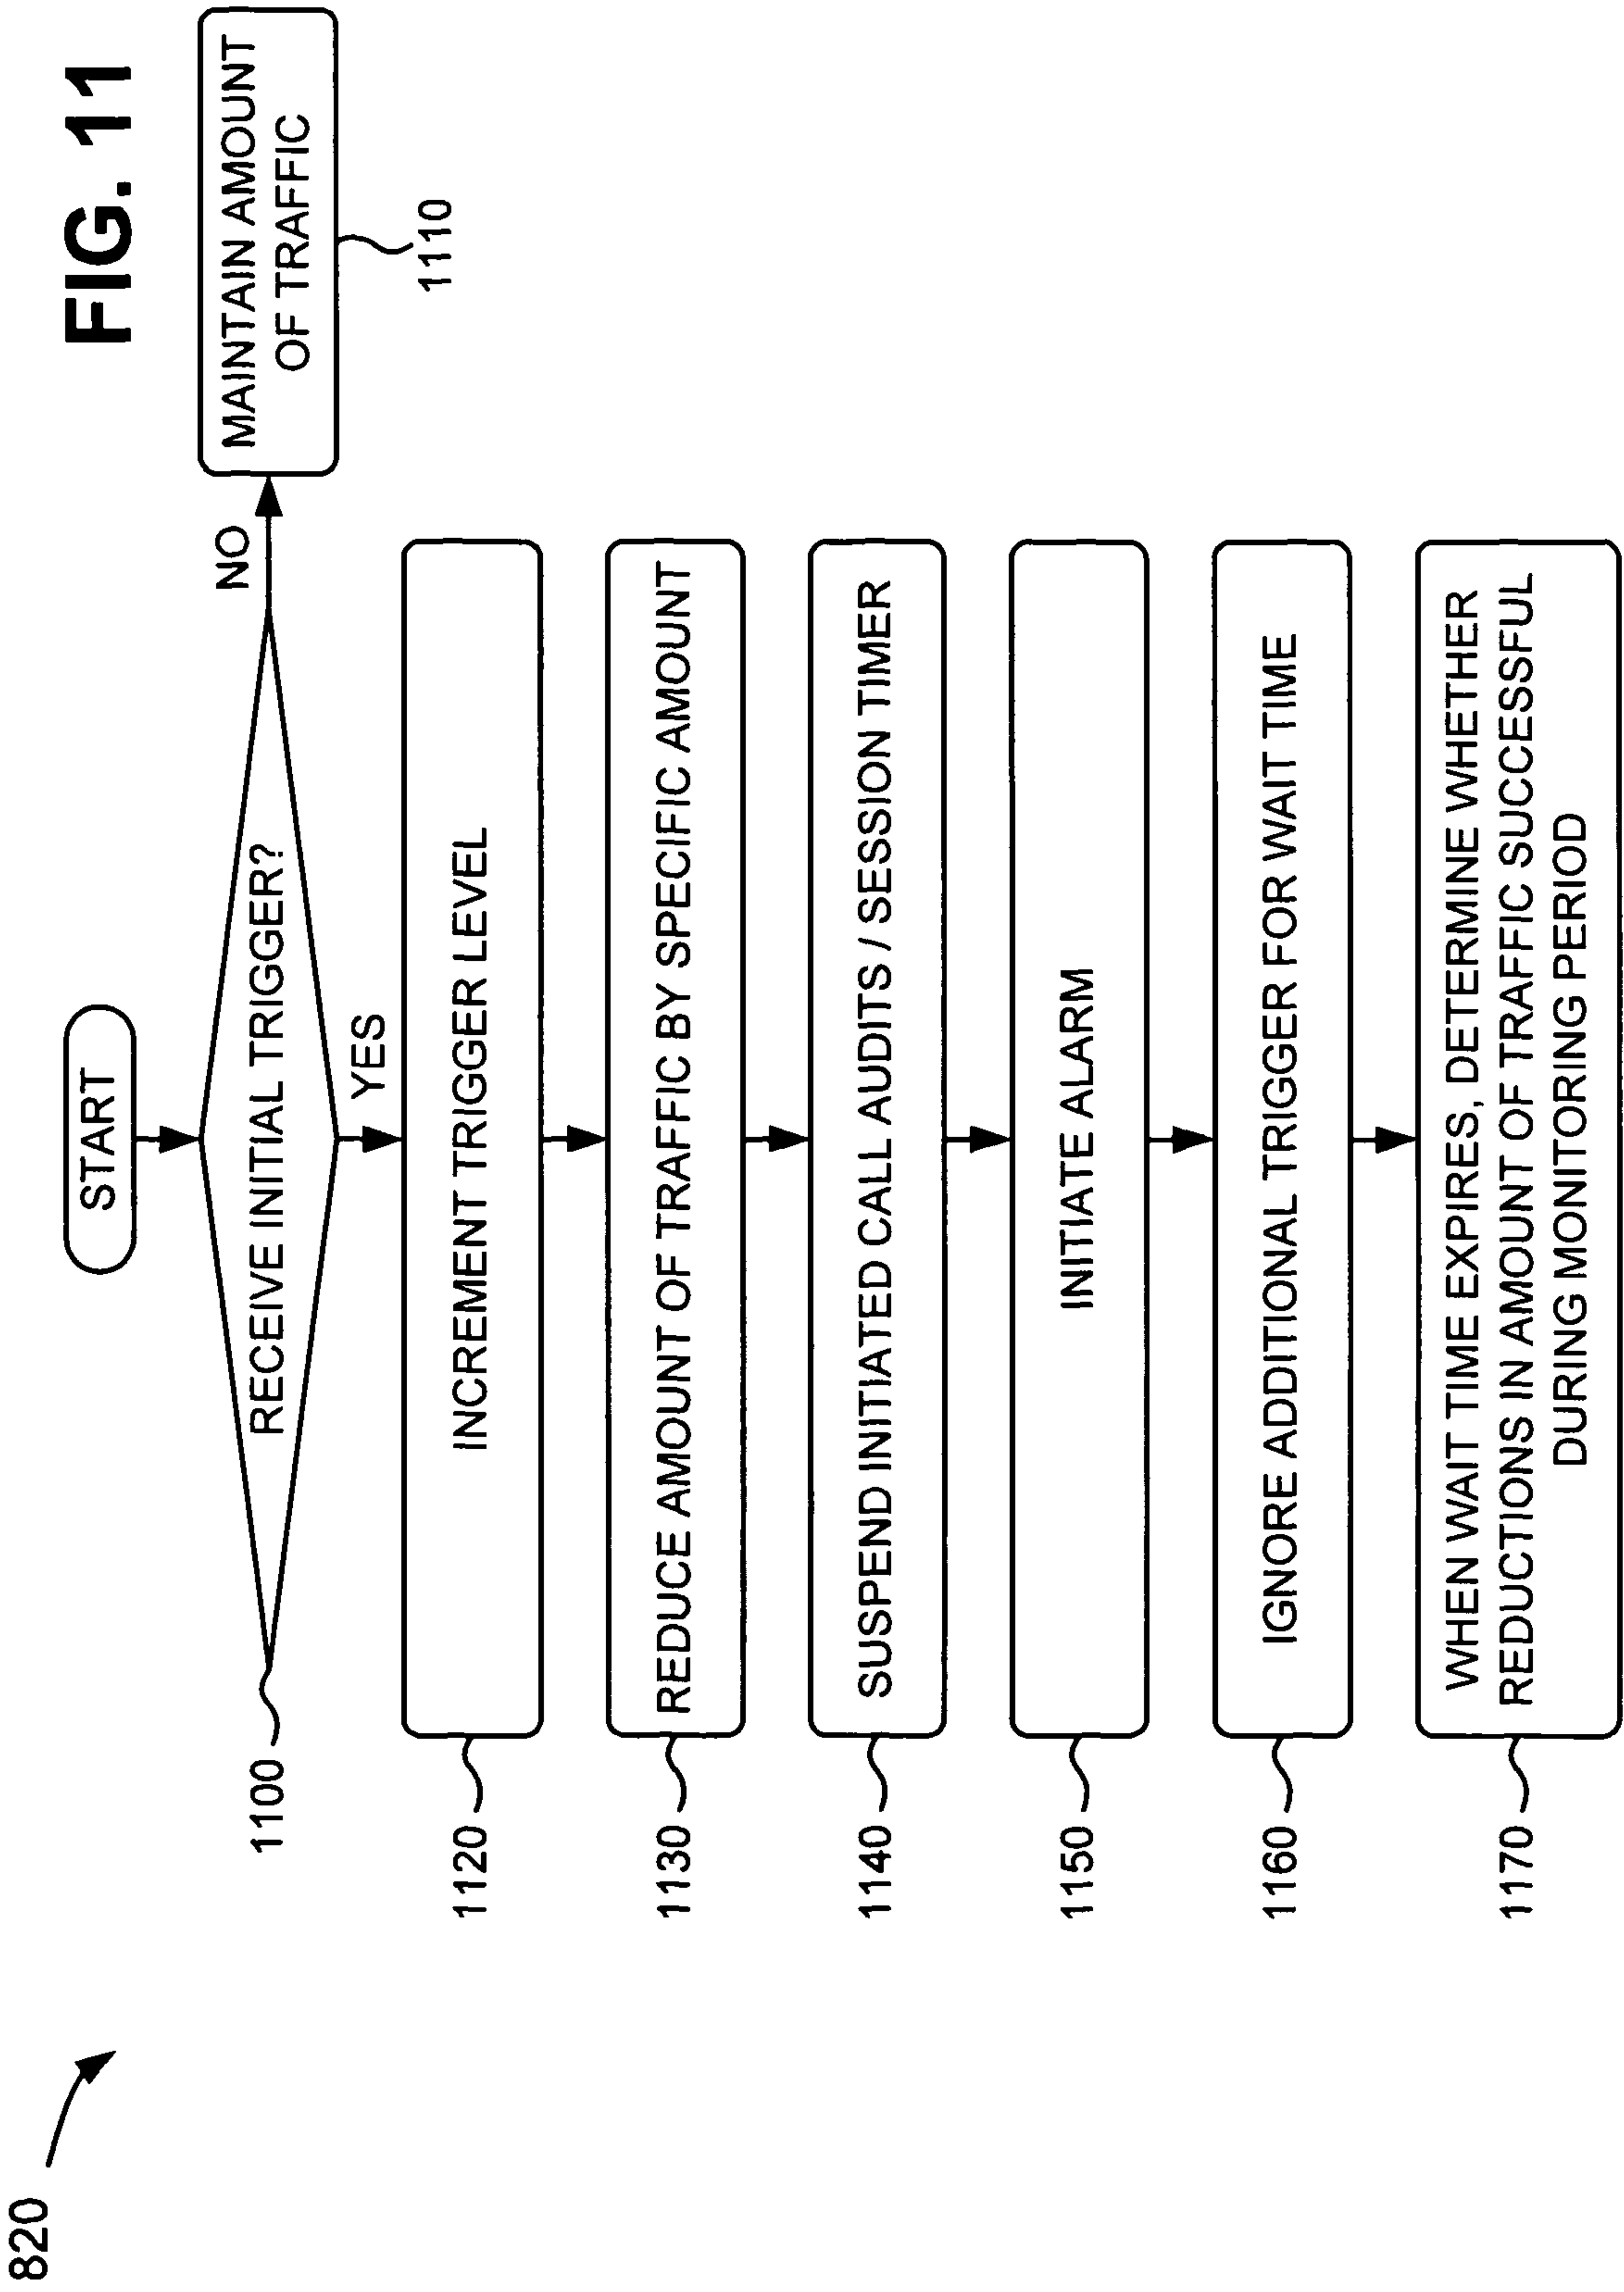 820
FIG. 11
START
1100
RECEIVE INITIAL TRIGGER?
NO
MAINTAIN AMOUNT
OF TRAFFIC
1110
YES
1120
INCREMENT TRIGGER LEVEL
1130
REDUCE AMOUNT OF TRAFFIC BY SPECIFIC AMOUNT
1140
SUSPEND INITIATED CALL AUDITS / SESSION TIMER
1150
INITIATE ALARM
1160
IGNORE ADDITIONAL TRIGGER FOR WAIT TIME
1170
WHEN WAIT TIME EXPIRES, DETERMINE WHETHER
REDUCTIONS IN AMOUNT OF TRAFFIC SUCCESSFUL
DURING MONITORING PERIOD